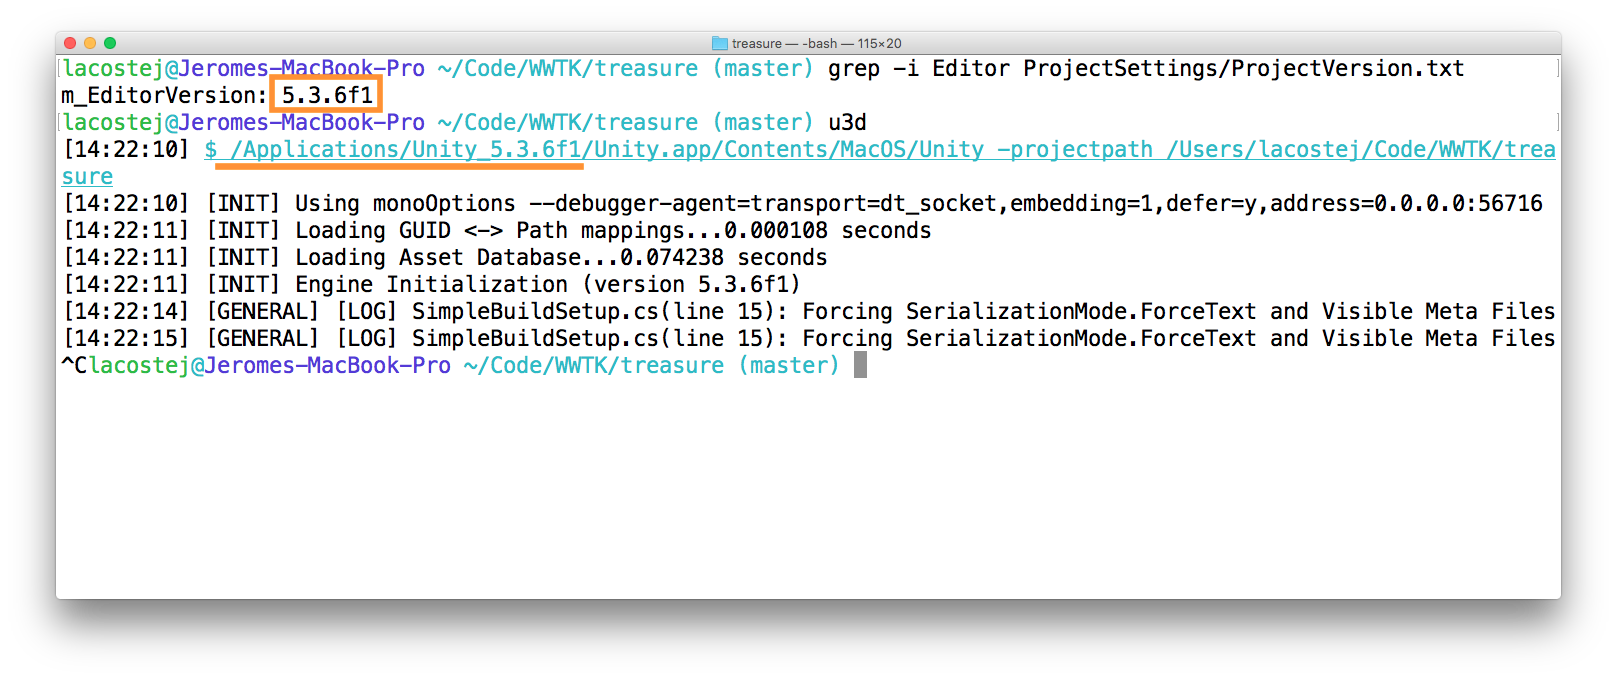 treasure — -bash — 115×20
lacostej@Jeromes-MacBook-Pro ~/Code/WWTK/treasure (master) grep -i Editor ProjectSettings/ProjectVersion.txt
m_EditorVersion: 5.3.6f1
lacostej@Jeromes-MacBook-Pro ~/Code/WWTK/treasure (master) u3d
[14:22:10] $ /Applications/Unity_5.3.6f1/Unity.app/Contents/MacOS/Unity -projectpath /Users/lacostej/Code/WWTK/trea
sure
[14:22:10] [INIT] Using monoOptions --debugger-agent=transport=dt_socket,embedding=1,defer=y,address=0.0.0.0:56716
[14:22:11] [INIT] Loading GUID <-> Path mappings...0.000108 seconds
[14:22:11] [INIT] Loading Asset Database...0.074238 seconds
[14:22:11] [INIT] Engine Initialization (version 5.3.6f1)
[14:22:14] [GENERAL] [LOG] SimpleBuildSetup.cs(line 15): Forcing SerializationMode.ForceText and Visible Meta Files
[14:22:15] [GENERAL] [LOG] SimpleBuildSetup.cs(line 15): Forcing SerializationMode.ForceText and Visible Meta Files
^Clacostej@Jeromes-MacBook-Pro ~/Code/WWTK/treasure (master)